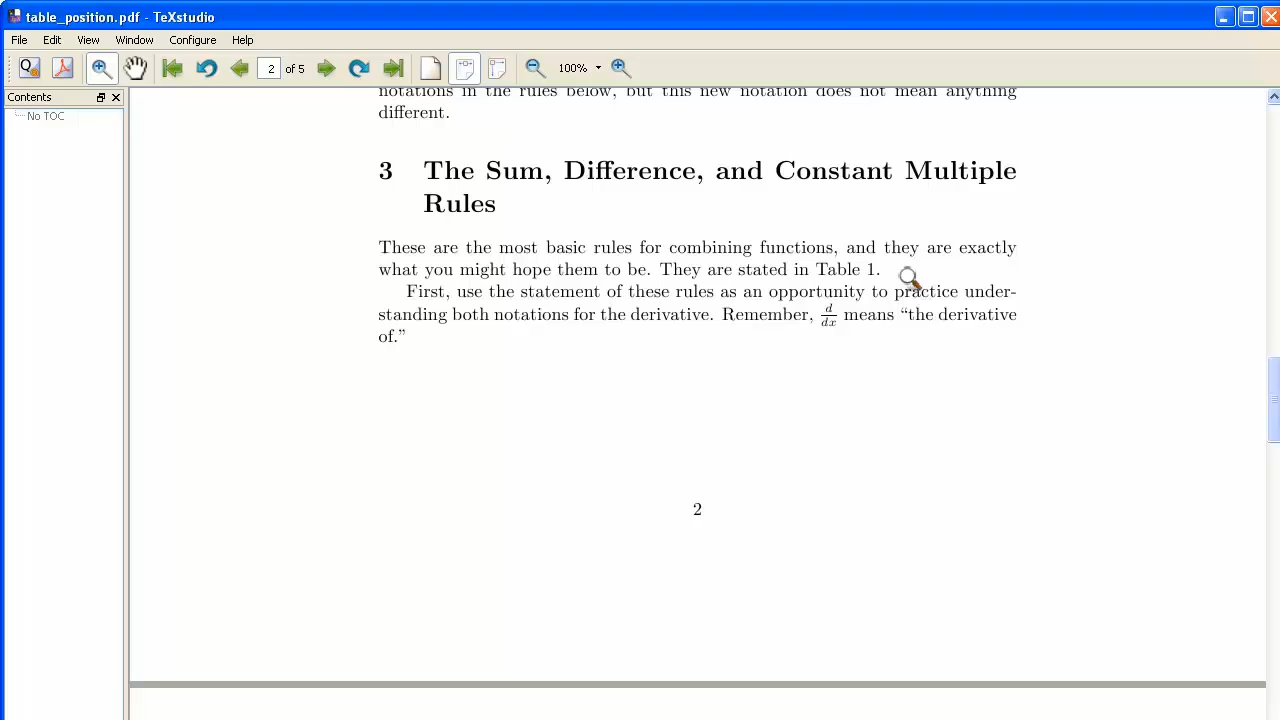 table_position.pdf - TeXstudio
File Edit View Window Configure Help
2 of 5 100%
Contents
No TOC
notations in the rules below, but this new notation does not mean anything
different.
3 The Sum, Difference, and Constant Multiple
Rules
These are the most basic rules for combining functions, and they are exactly
what you might hope them to be. They are stated in Table 1.
First, use the statement of these rules as an opportunity to practice under-
standing both notations for the derivative. Remember, d/dx means “the derivative
of.”
2